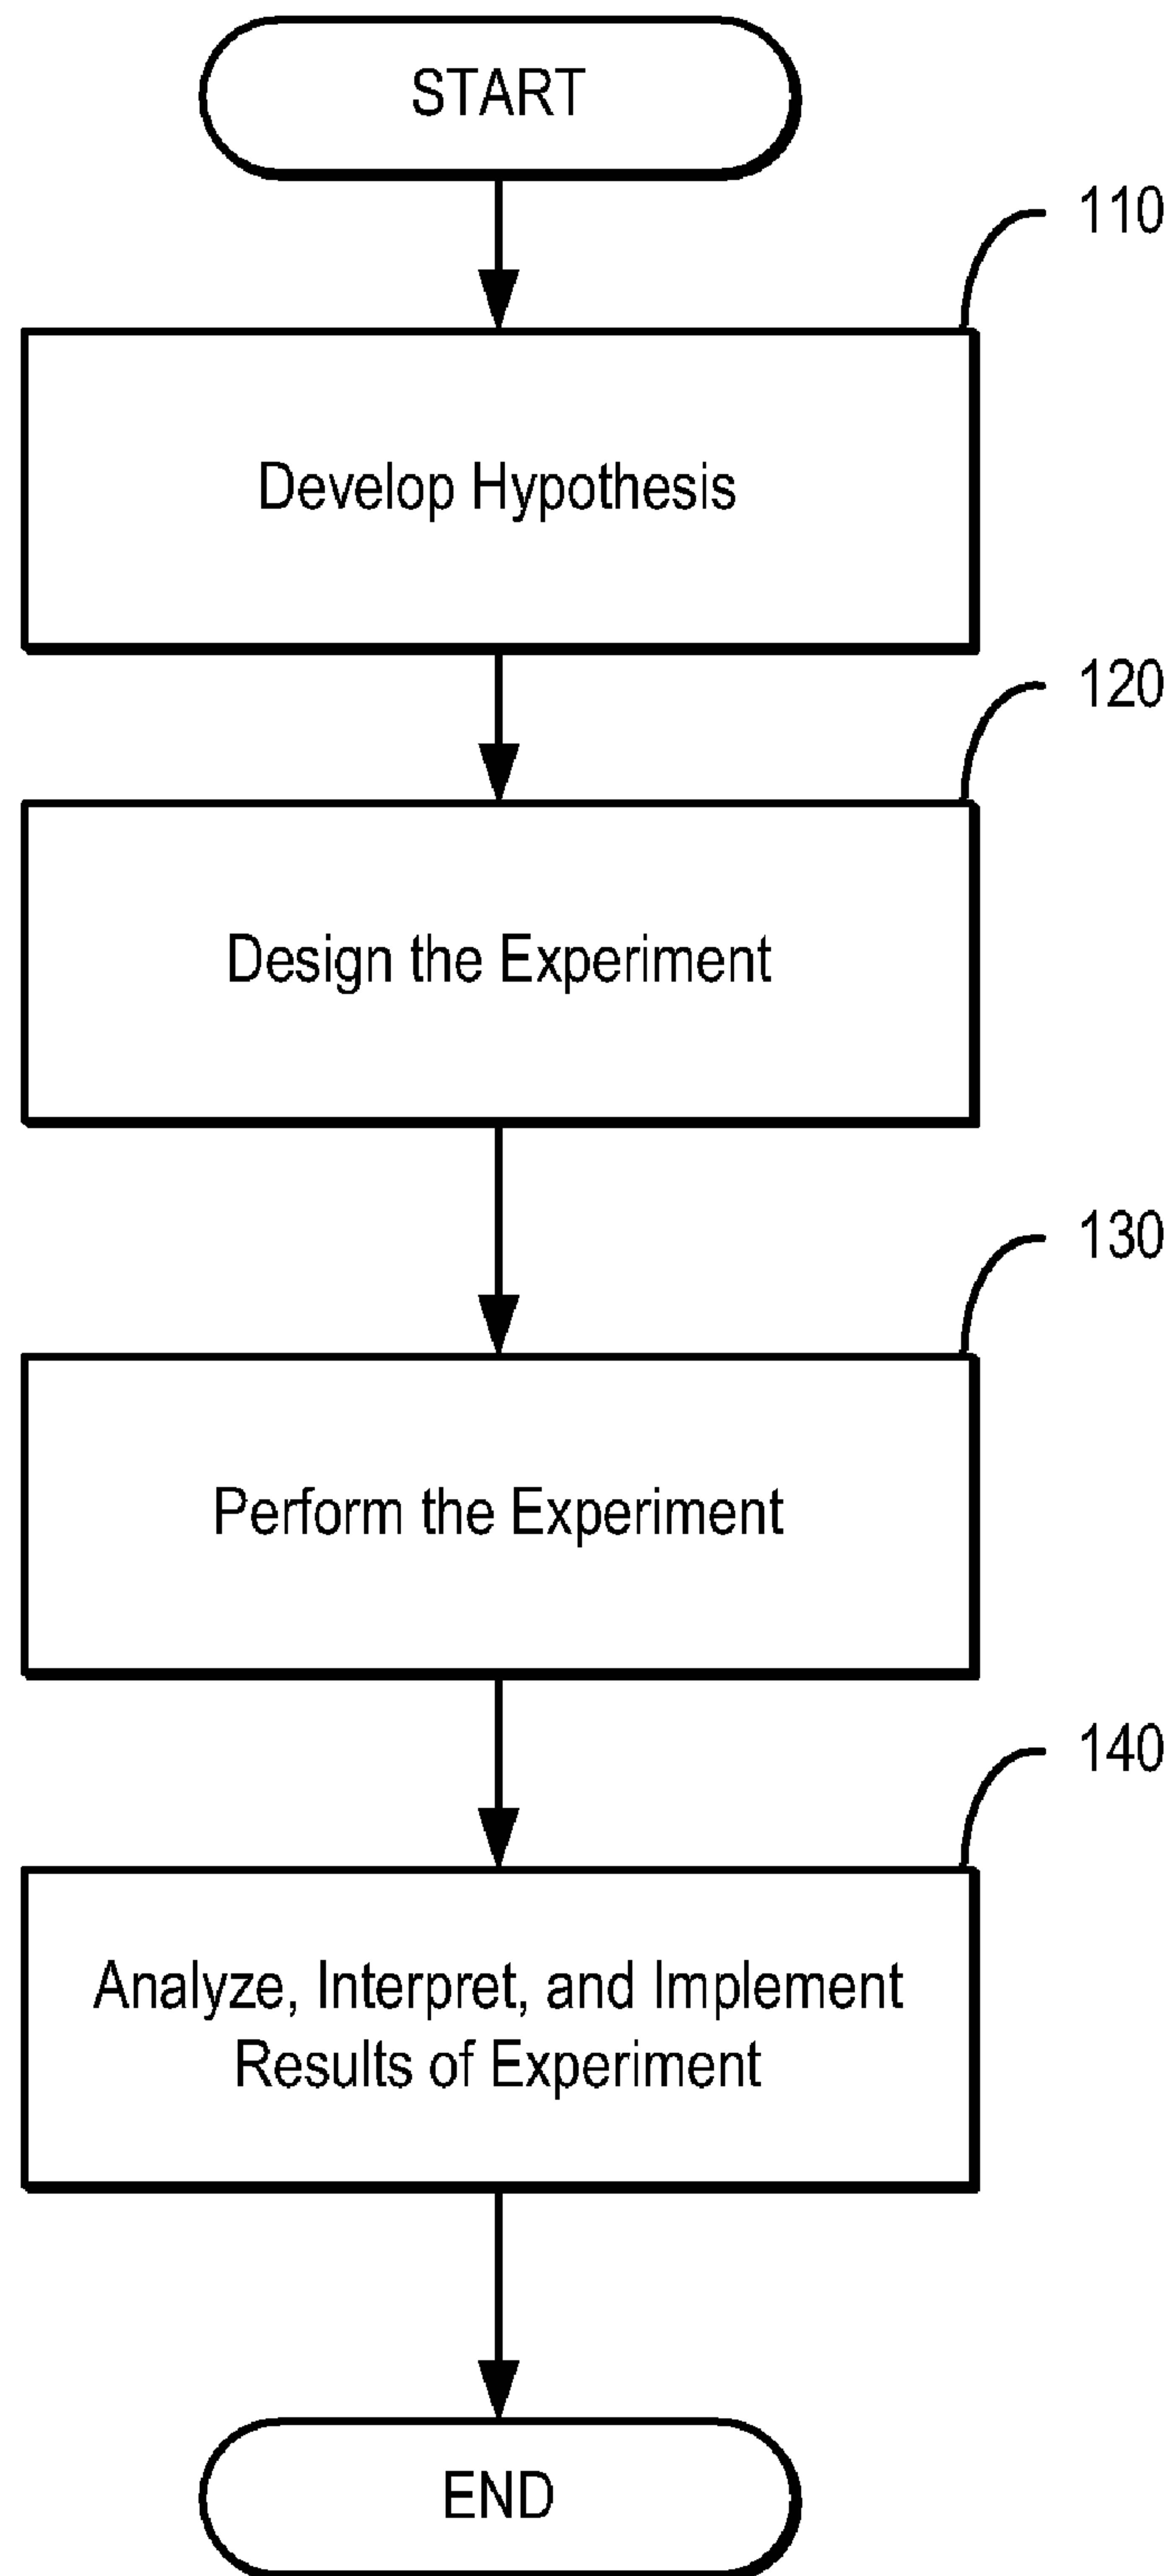 START
110
Develop Hypothesis
120
Design the Experiment
130
Perform the Experiment
140
Analyze, Interpret, and Implement
Results of Experiment
END